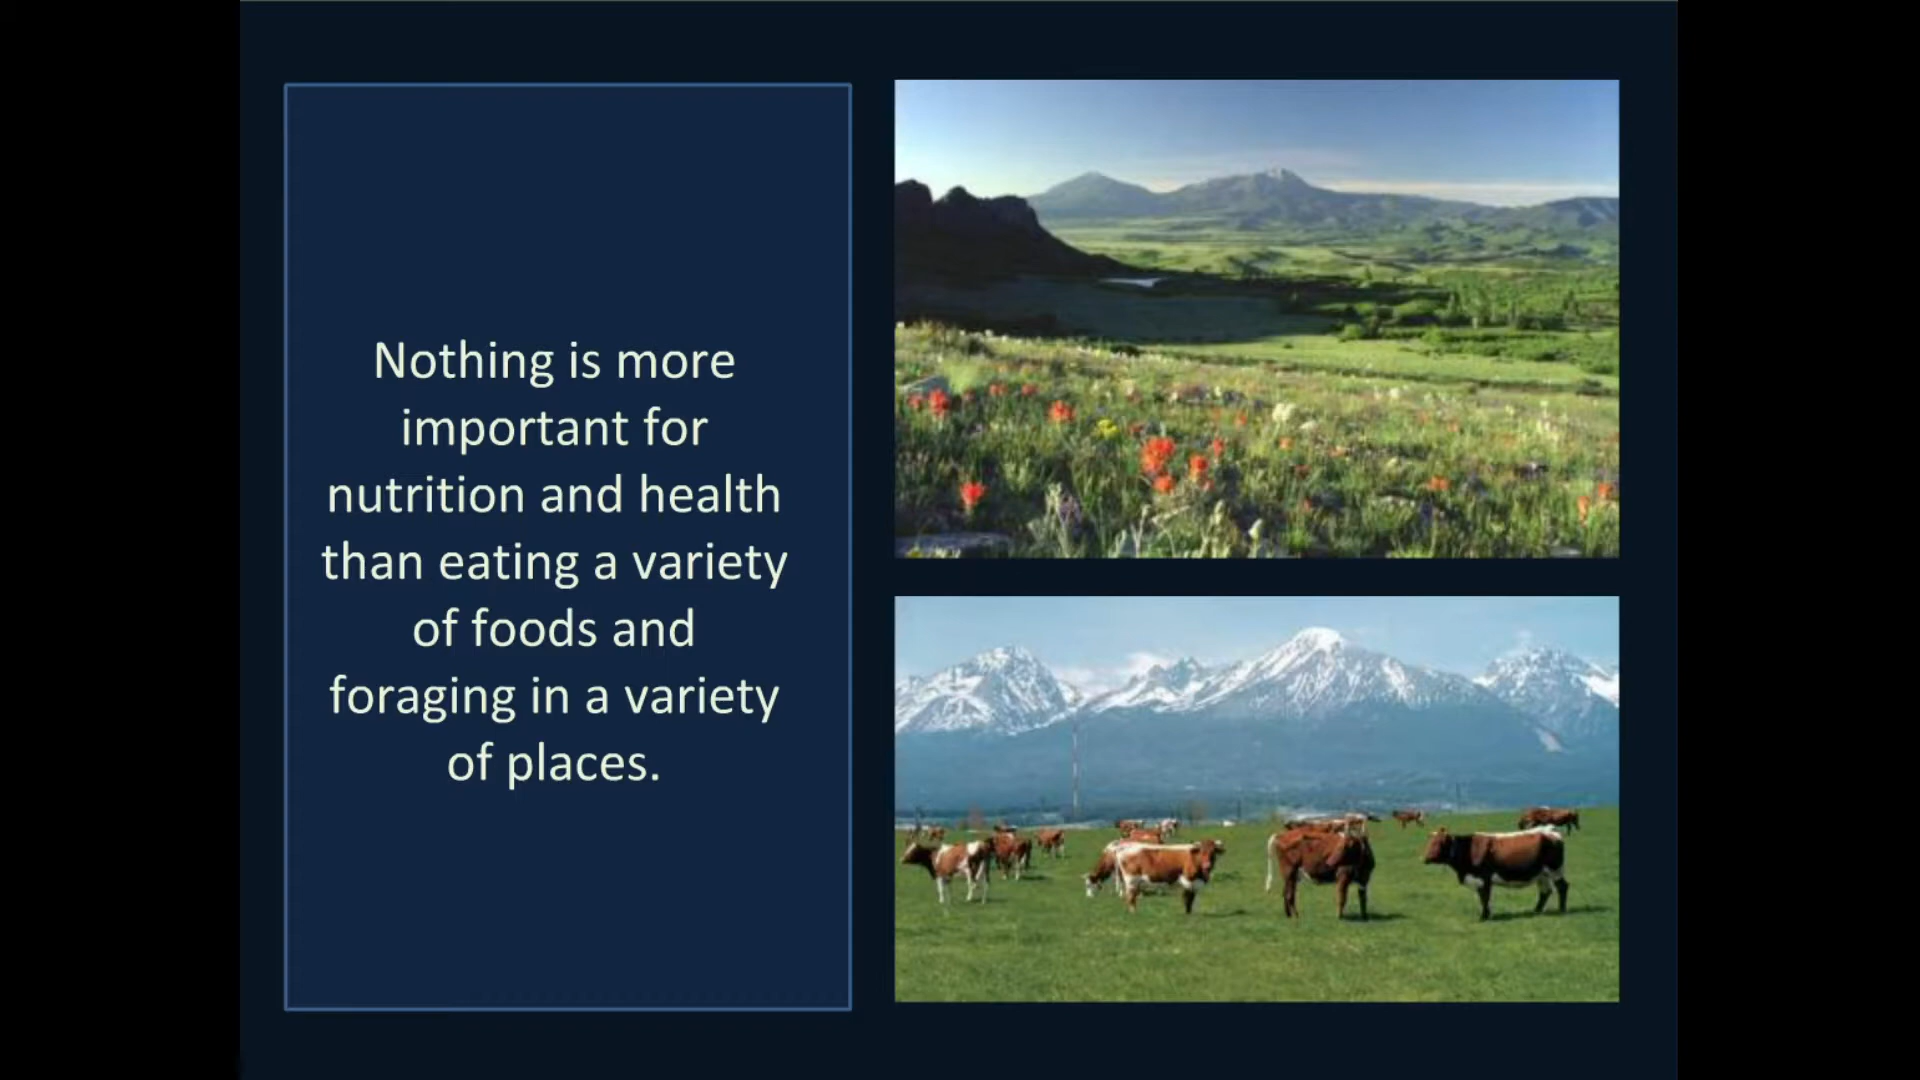 Nothing is more
important for
nutrition and health
than eating a variety
of foods and
foraging in a variety
of places.